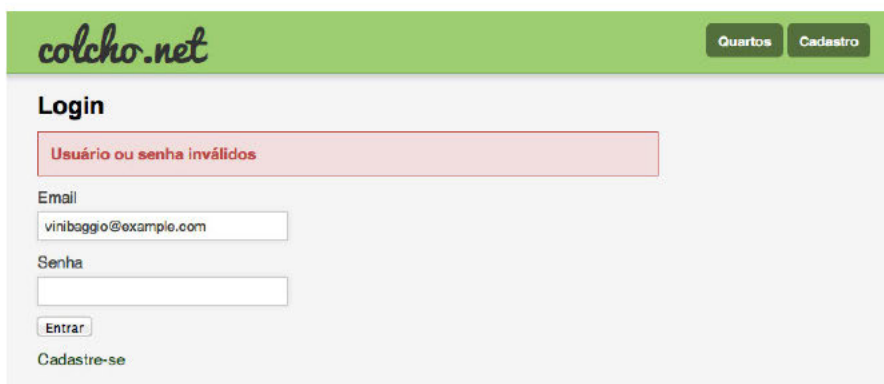 colcho.net
Quartos Cadastro
Login
Usuário ou senha inválidos
Email
vinibaggio@example.com
Senha
Entrar
Cadastre-se